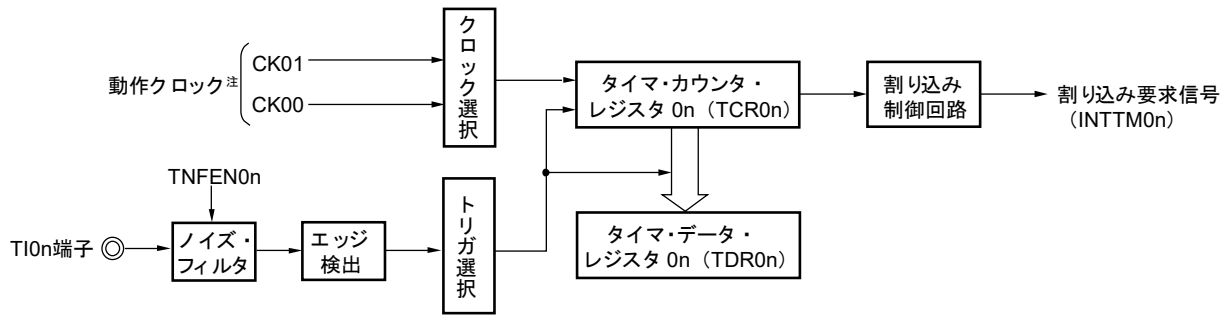 動作クロック注
CK01
CK00
クロック選択
タイマ・カウンタ・
レジスタ 0n（TCR0n）
割り込み
制御回路
割り込み要求信号
（INTTM0n）
TNFEN0n
TI0n端子
ノイズ・
フィルタ
エッジ
検出
トリガ選択
タイマ・データ・
レジスタ 0n（TDR0n）